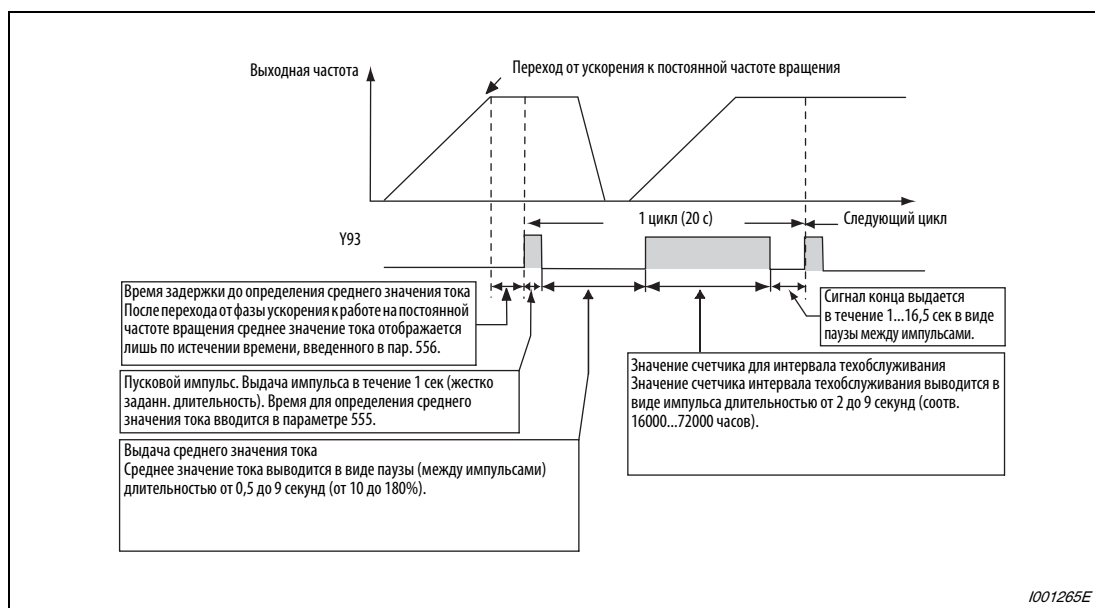 Выходная частота
Переход от ускорения к постоянной частоте вращения
1 цикл (20 с)
Следующий цикл
Y93
Время задержки до определения среднего значения тока
После перехода от фазы ускорения к работе на постоянной
частоте вращения среднее значение тока отображается
лишь по истечении времени, введенного в пар. 556.
Сигнал конца выдается
в течение 1...16,5 сек в виде
паузы между импульсами.
Пусковой импульс. Выдача импульса в течение 1 сек (жестко
заданн. длительность). Время для определения среднего
значения тока вводится в параметре 555.
Значение счетчика для интервала техобслуживания
Значение счетчика интервала техобслуживания выводится в
виде импульса длительностью от 2 до 9 секунд (соотв.
16000...72000 часов).
Выдача среднего значения тока
Среднее значение тока выводится в виде паузы (между импульсами)
длительностью от 0,5 до 9 секунд (от 10 до 180%).
I001265E